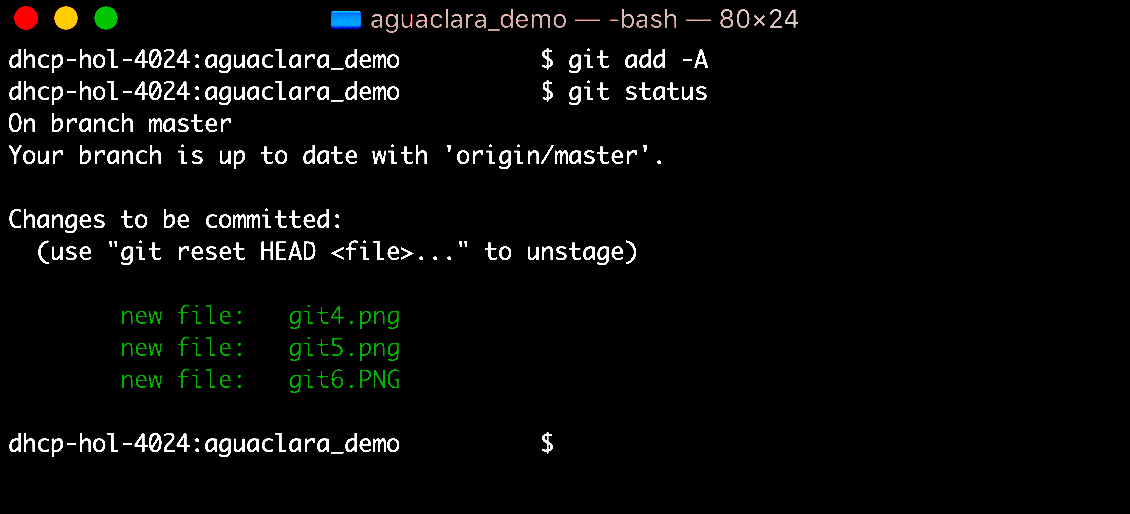 aguaclara_demo — -bash — 80×24
dhcp-hol-4024:aguaclara_demo          $ git add -A
dhcp-hol-4024:aguaclara_demo          $ git status
On branch master
Your branch is up to date with 'origin/master'.
Changes to be committed:
  (use "git reset HEAD <file>..." to unstage)
        new file:   git4.png
        new file:   git5.png
        new file:   git6.PNG
dhcp-hol-4024:aguaclara_demo          $